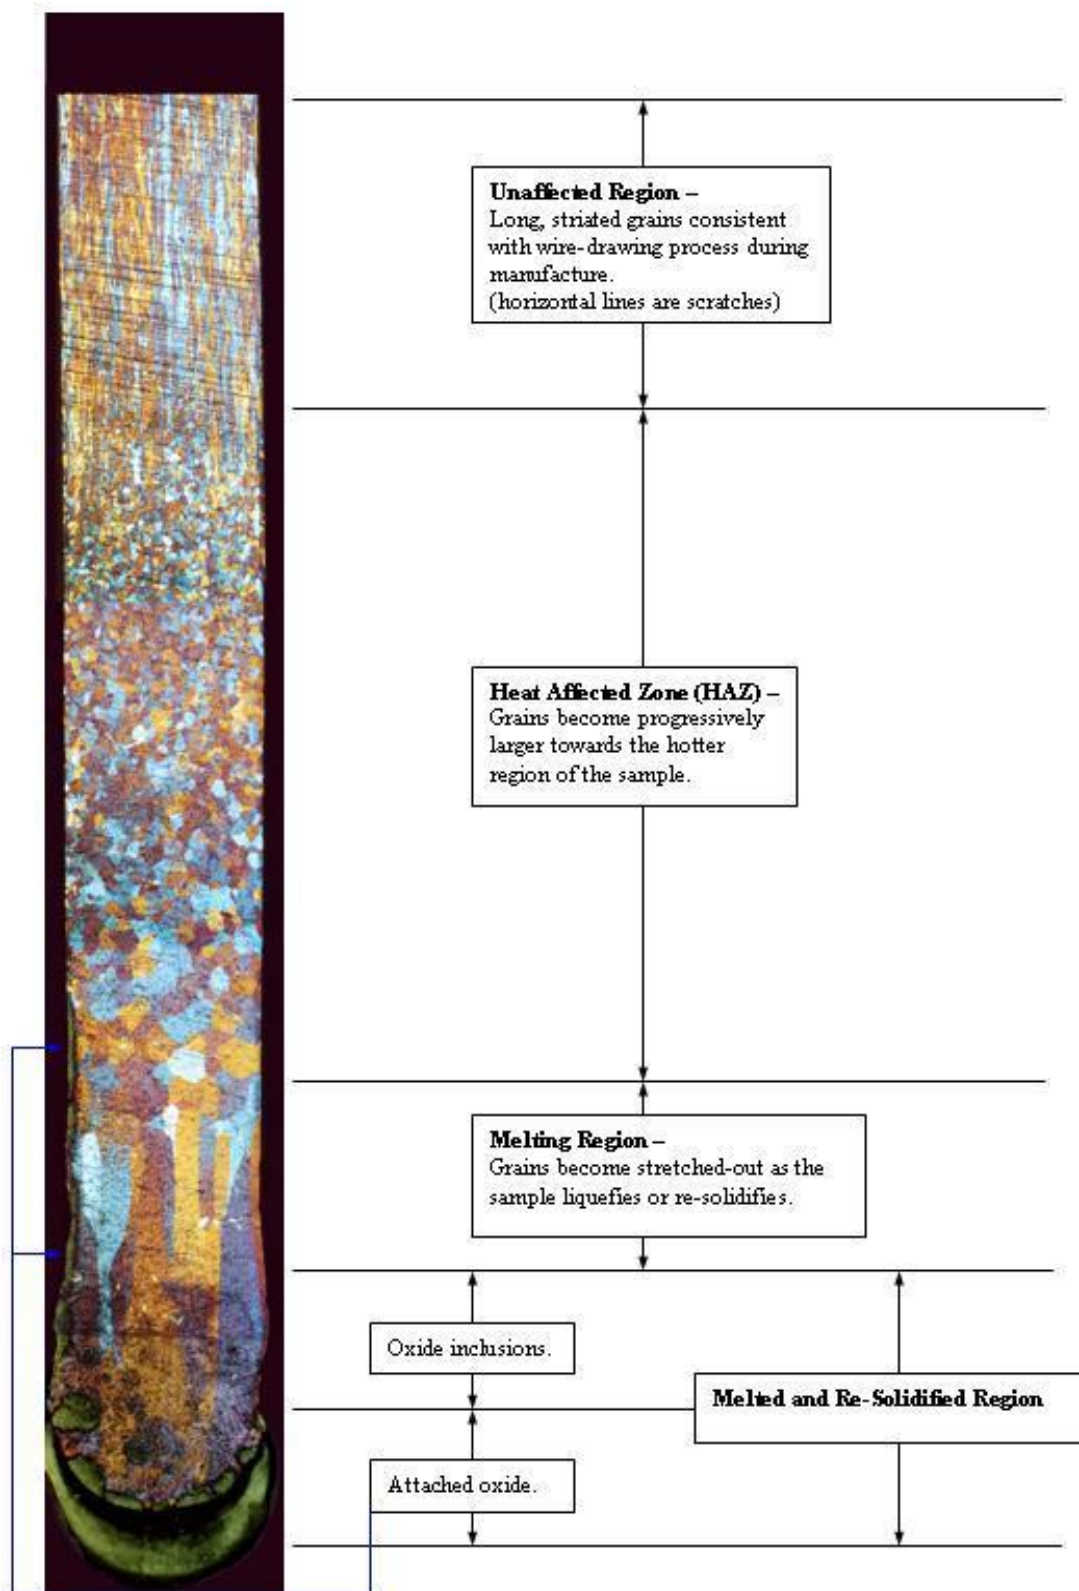 Unaffected Region –
Long, striated grains consistent
with wire-drawing process during
manufacture.
(horizontal lines are scratches)
Heat Affected Zone (HAZ) –
Grains become progressively
larger towards the hotter
region of the sample.
Melting Region –
Grains become stretched-out as the
sample liquefies or re-solidifies.
Oxide inclusions.
Melted and Re-Solidified Region
Attached oxide.